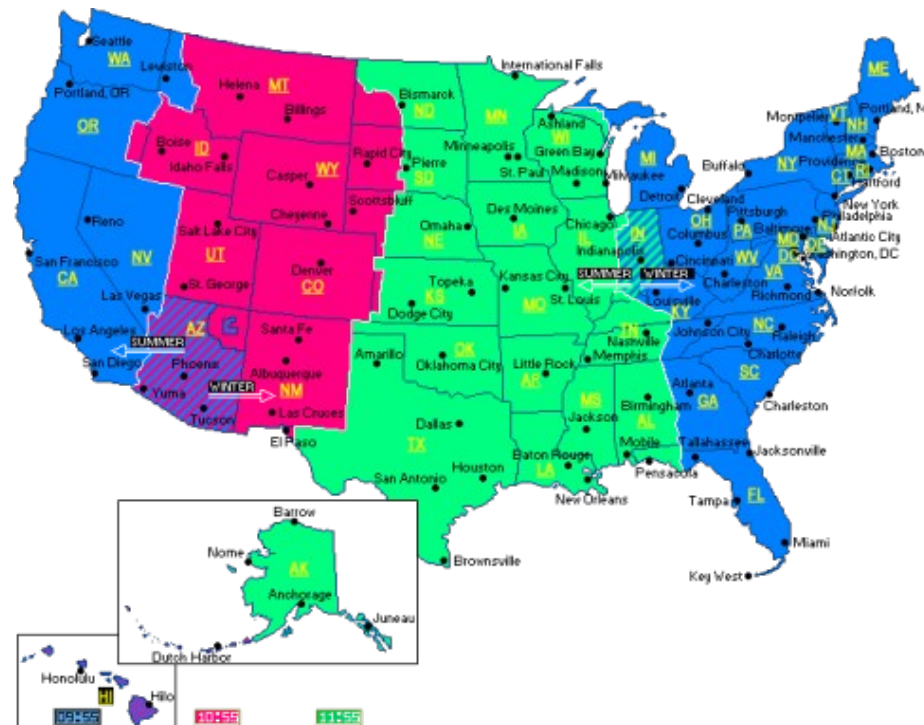 Seattle
WA
Lewiston
Portland, OR
OR
Helena
MT
Billings
Boise
ID
Idaho Falls
WY
Casper
Cheyenne
Rapid City
Scottsbluff
Bismarck
ND
Pierre
SD
International Falls
MN
Minneapolis
St. Paul
Ashland
WI
Green Bay
Madison
Milwaukee
MI
Detroit
ME
Montpelier
VT
NH
Portland, M
Manchester
MA
Boston
Buffalo
NY
Providence
CT
RI
Hartford
New York
Reno
NV
San Francisco
CA
Las Vegas
Los Angeles
San Diego
Salt Lake City
UT
St. George
Denver
CO
Omaha
NE
Des Moines
IA
Chicago
IL
IN
Indianapolis
Cleveland
OH
Columbus
Pittsburgh
PA
Philadelphia
NJ
Baltimore
MD
DE
Atlantic City
DC
Washington, DC
Cincinnati
WV
VA
Charleston
Richmond
Norfolk
SUMMER
WINTER
Topeka
KS
Dodge City
Kansas City
MO
St. Louis
Louisville
KY
AZ
SUMMER
Phoenix
Yuma
WINTER
Tucson
Santa Fe
Albuquerque
NM
Las Cruces
El Paso
Amarillo
OK
Oklahoma City
Little Rock
AR
TN
Nashville
Memphis
Johnson City
NC
Raleigh
Charlotte
SC
Atlanta
GA
Charleston
Dallas
TX
San Antonio
Houston
Brownsville
MS
Jackson
Birmingham
AL
Mobile
Baton Rouge
LA
New Orleans
Pensacola
Tallahassee
Jacksonville
Tampa
FL
Miami
Key West
Barrow
Nome
AK
Anchorage
Juneau
Dutch Harbor
Honolulu
HI
Hilo
09:55
10:55
11:55